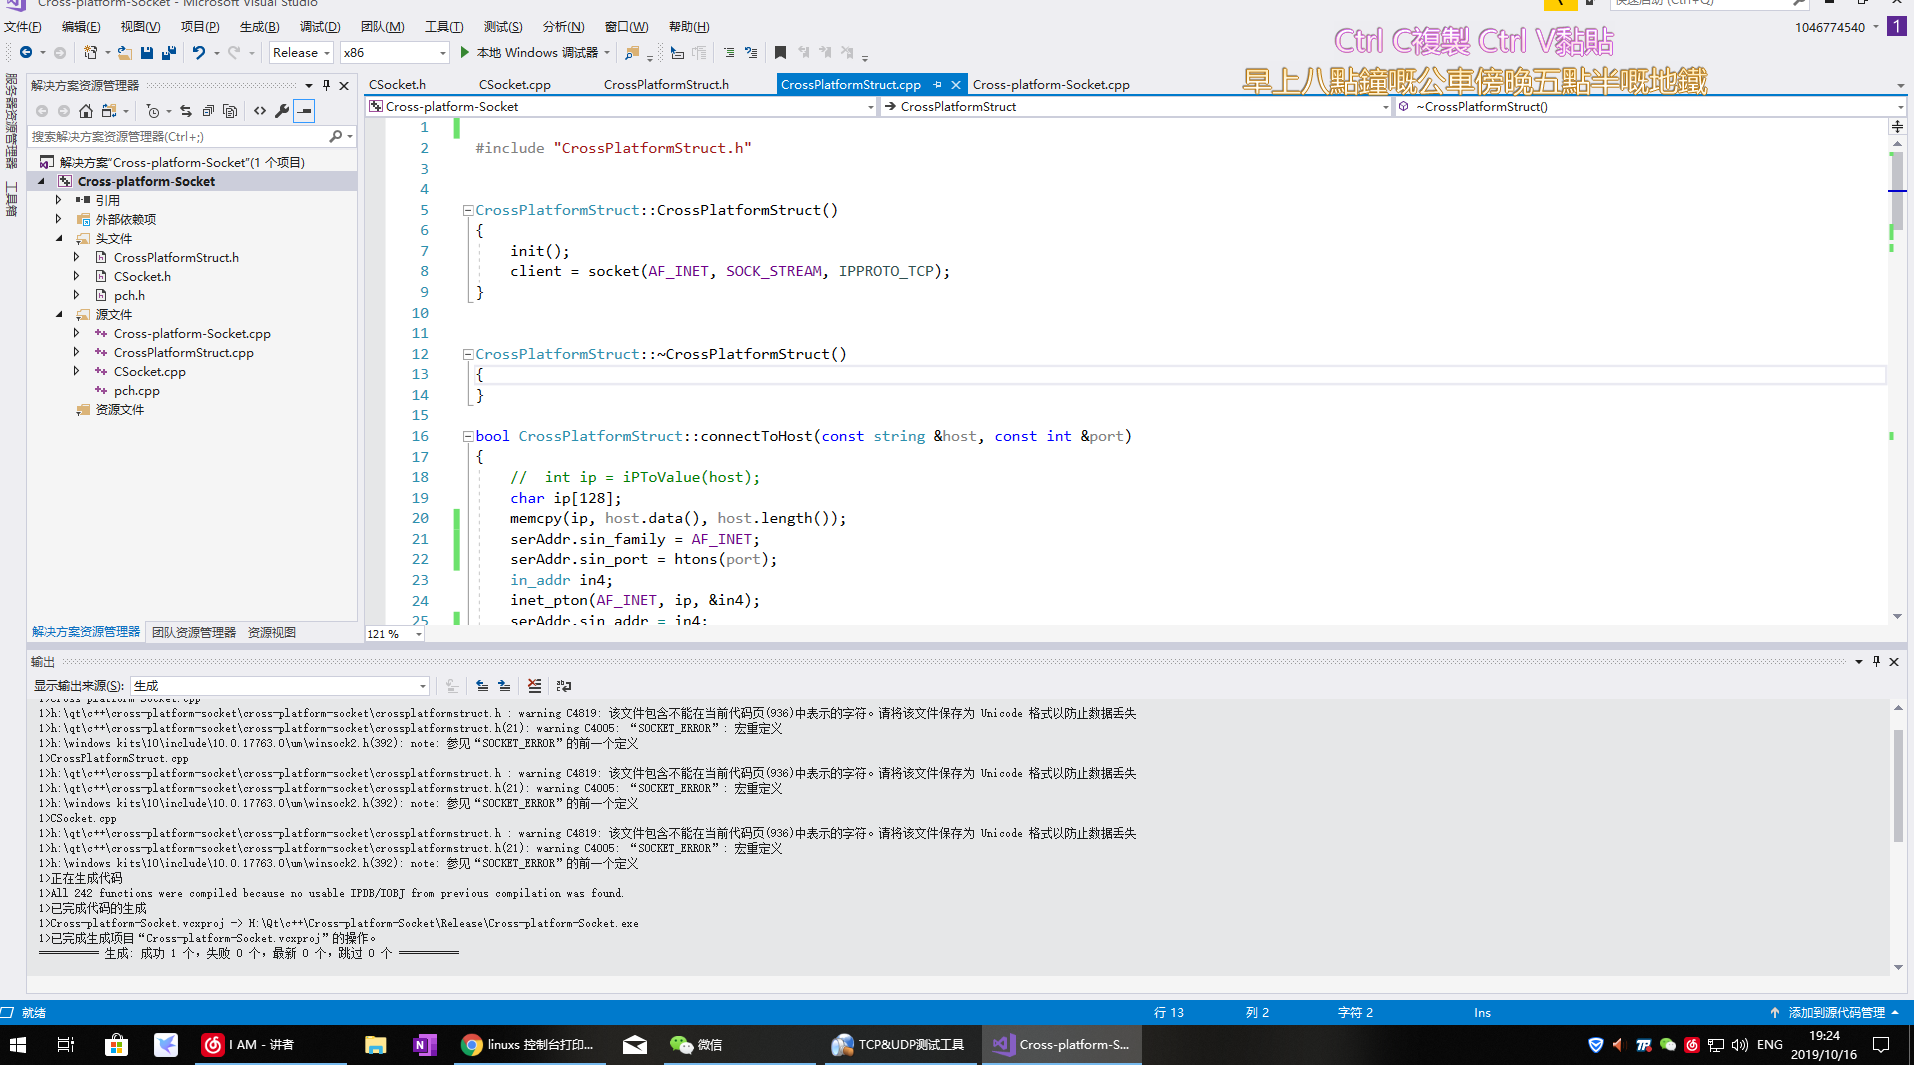 Cross-platform-Socket - Microsoft Visual Studio
快速启动 (Ctrl+Q)
文件(F) 编辑(E) 视图(V) 项目(P) 生成(B) 调试(D) 团队(M) 工具(T) 测试(S) 分析(N) 窗口(W) 帮助(H)
1046774540 1
Release x86 本地 Windows 调试器
Ctrl C複製 Ctrl V黏貼
早上八點鐘嘅公車傍晚五點半嘅地鐵
服务器资源管理器
工具箱
解决方案资源管理器
搜索解决方案资源管理器(Ctrl+;)
解决方案"Cross-platform-Socket"(1 个项目)
Cross-platform-Socket
引用
外部依赖项
头文件
CrossPlatformStruct.h
CSocket.h
pch.h
源文件
Cross-platform-Socket.cpp
CrossPlatformStruct.cpp
CSocket.cpp
pch.cpp
资源文件
解决方案资源管理器 团队资源管理器 资源视图
CSocket.h CSocket.cpp CrossPlatformStruct.h CrossPlatformStruct.cpp Cross-platform-Socket.cpp
Cross-platform-Socket CrossPlatformStruct ~CrossPlatformStruct()
1
2 #include "CrossPlatformStruct.h"
3
4
5 CrossPlatformStruct::CrossPlatformStruct()
6 {
7 init();
8 client = socket(AF_INET, SOCK_STREAM, IPPROTO_TCP);
9 }
10
11
12 CrossPlatformStruct::~CrossPlatformStruct()
13 {
14 }
15
16 bool CrossPlatformStruct::connectToHost(const string &host, const int &port)
17 {
18 // int ip = iPToValue(host);
19 char ip[128];
20 memcpy(ip, host.data(), host.length());
21 serAddr.sin_family = AF_INET;
22 serAddr.sin_port = htons(port);
23 in_addr in4;
24 inet_pton(AF_INET, ip, &in4);
25 serAddr.sin_addr = in4;
121 %
输出
显示输出来源(S): 生成
1>Cross-platform-Socket.cpp
1>h:\qt\c++\cross-platform-socket\cross-platform-socket\crossplatformstruct.h : warning C4819: 该文件包含不能在当前代码页(936)中表示的字符。请将该文件保存为 Unicode 格式以防止数据丢失
1>h:\qt\c++\cross-platform-socket\cross-platform-socket\crossplatformstruct.h(21): warning C4005: “SOCKET_ERROR”: 宏重定义
1>h:\windows kits\10\include\10.0.17763.0\um\winsock2.h(392): note: 参见“SOCKET_ERROR”的前一个定义
1>CrossPlatformStruct.cpp
1>h:\qt\c++\cross-platform-socket\cross-platform-socket\crossplatformstruct.h : warning C4819: 该文件包含不能在当前代码页(936)中表示的字符。请将该文件保存为 Unicode 格式以防止数据丢失
1>h:\qt\c++\cross-platform-socket\cross-platform-socket\crossplatformstruct.h(21): warning C4005: “SOCKET_ERROR”: 宏重定义
1>h:\windows kits\10\include\10.0.17763.0\um\winsock2.h(392): note: 参见“SOCKET_ERROR”的前一个定义
1>CSocket.cpp
1>h:\qt\c++\cross-platform-socket\cross-platform-socket\crossplatformstruct.h : warning C4819: 该文件包含不能在当前代码页(936)中表示的字符。请将该文件保存为 Unicode 格式以防止数据丢失
1>h:\qt\c++\cross-platform-socket\cross-platform-socket\crossplatformstruct.h(21): warning C4005: “SOCKET_ERROR”: 宏重定义
1>h:\windows kits\10\include\10.0.17763.0\um\winsock2.h(392): note: 参见“SOCKET_ERROR”的前一个定义
1>正在生成代码
1>All 242 functions were compiled because no usable IPDB/IOBJ from previous compilation was found.
1>已完成代码的生成
1>Cross-platform-Socket.vcxproj -> H:\Qt\c++\Cross-platform-Socket\Release\Cross-platform-Socket.exe
1>已完成生成项目“Cross-platform-Socket.vcxproj”的操作。
========== 生成: 成功 1 个，失败 0 个，最新 0 个，跳过 0 个 ==========
就绪 行 13 列 2 字符 2 Ins 添加到源代码管理
I AM - 讲者 linuxs 控制台打印... 微信 TCP&UDP测试工具 Cross-platform-S... ENG 19:24
2019/10/16